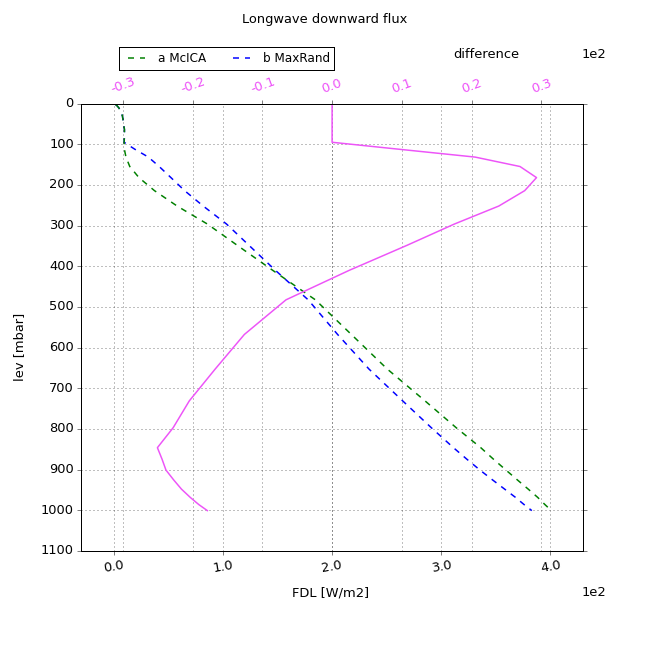 Longwave downward flux
a McICA b MaxRand difference 1e2
-0.3 -0.2 -0.1 0.0 0.1 0.2 0.3
0
100
200
300
400
500
600
700
800
900
1000
1100
lev [mbar]
0.0 1.0 2.0 3.0 4.0
FDL [W/m2] 1e2